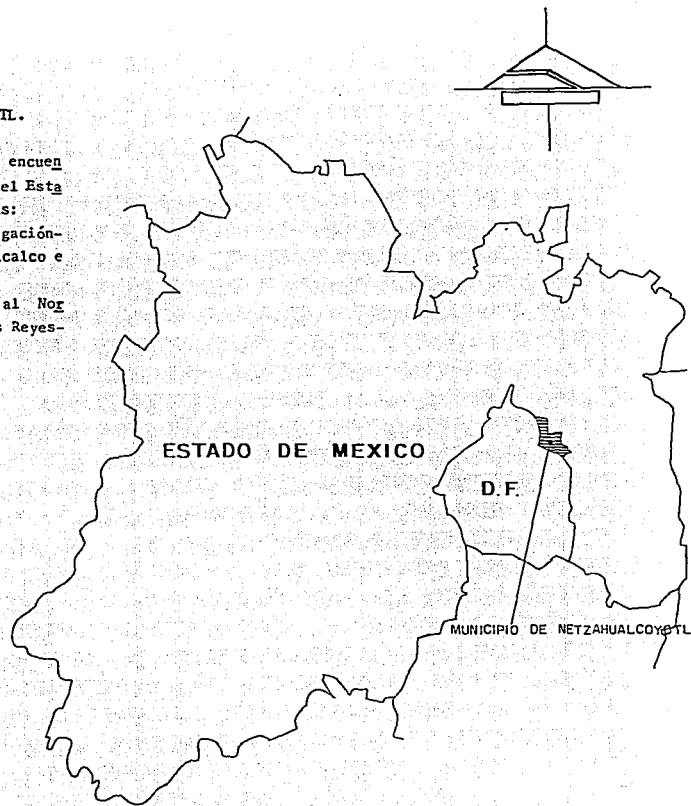 TL.
encuen
el Esta
s:
gación-
calco e
al Nor
s Reyes-
ESTADO DE MEXICO
D.F.
MUNICIPIO DE NETZAHUALCOYOTL